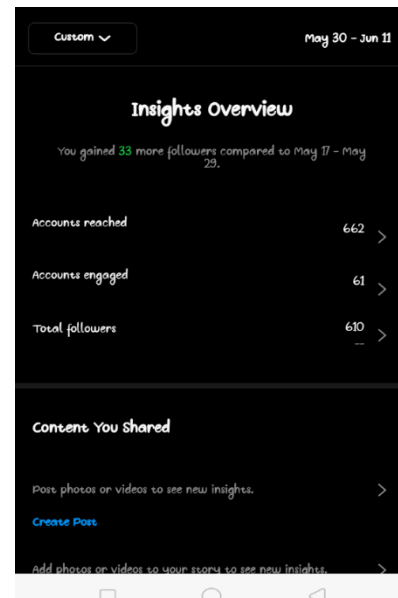 Custom
May 30 - Jun 11
Insights Overview
You gained 33 more followers compared to May 17 - May
29.
Accounts reached
662
Accounts engaged
61
Total followers
610
--
Content You Shared
Post photos or videos to see new insights.
Create Post
Add photos or videos to your story to see new insights.